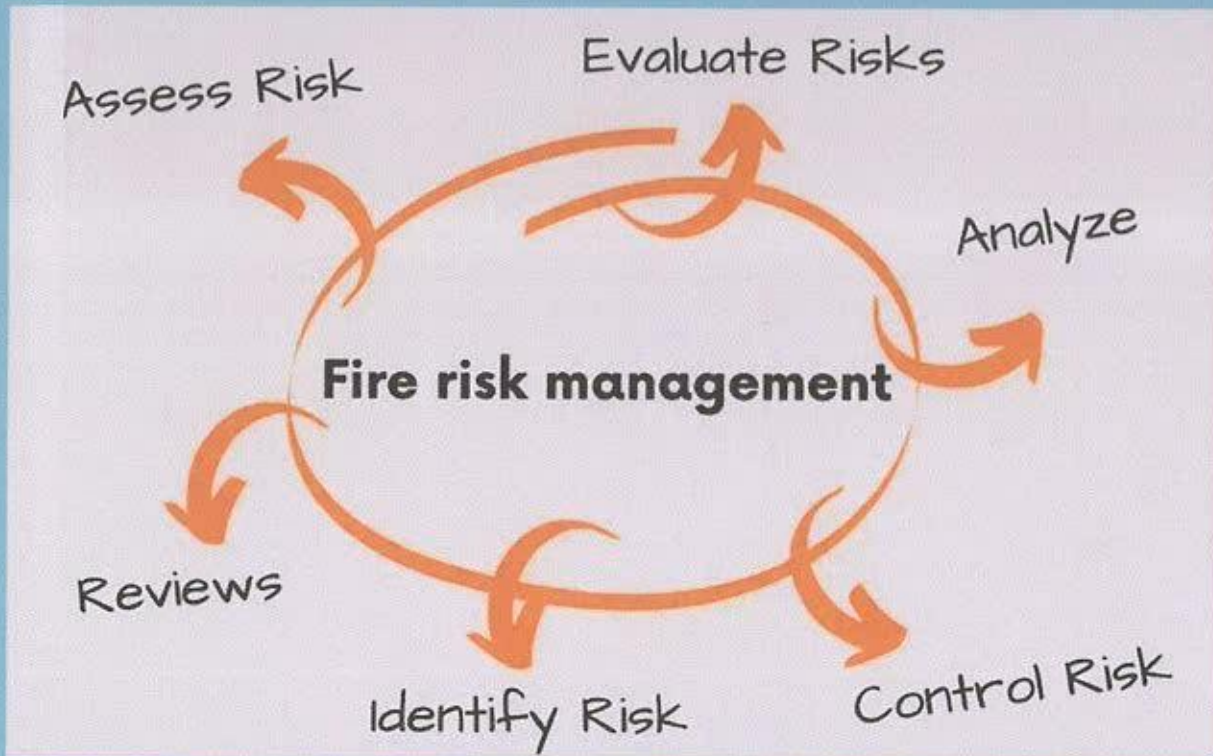 Evaluate Risks
Assess Risk
Analyze
Fire risk management
Reviews
Identify Risk
Control Risk